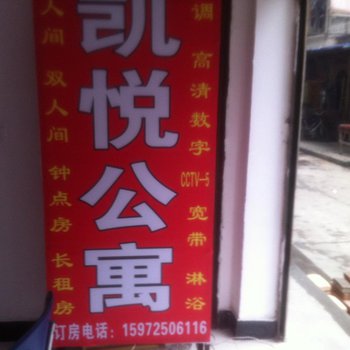 凯悦公寓
人间 双人间 钟点房 长租房
调 高清数字 CCTV-5 宽带 淋浴
订房电话：15972506116